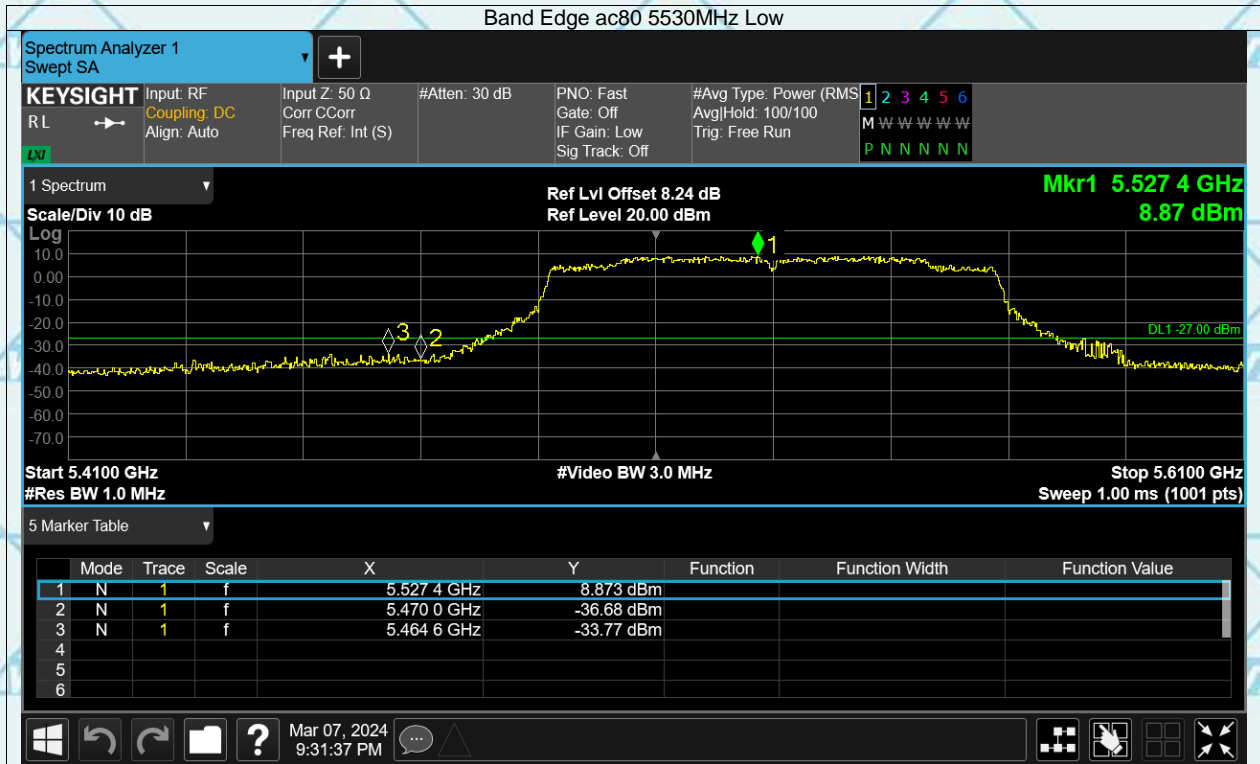 Band Edge ac80 5530MHz Low
Spectrum Analyzer 1
Swept SA
+
KEYSIGHT
RL
LXI
Input: RF
Coupling: DC
Align: Auto
Input Z: 50 Ω
Corr CCorr
Freq Ref: Int (S)
#Atten: 30 dB
PNO: Fast
Gate: Off
IF Gain: Low
Sig Track: Off
#Avg Type: Power (RMS
Avg|Hold: 100/100
Trig: Free Run
1 2 3 4 5 6
M W W W W W
P N N N N N
1 Spectrum
Scale/Div 10 dB
Ref Lvl Offset 8.24 dB
Ref Level 20.00 dBm
Mkr1 5.527 4 GHz
8.87 dBm
Log
10.0
0.00
-10.0
-20.0
-30.0
-40.0
-50.0
-60.0
-70.0
1
3
2
DL1 -27.00 dBm
Start 5.4100 GHz
#Video BW 3.0 MHz
Stop 5.6100 GHz
#Res BW 1.0 MHz
Sweep 1.00 ms (1001 pts)
5 Marker Table
Mode Trace Scale X Y Function Function Width Function Value
1 N 1 f 5.527 4 GHz 8.873 dBm
2 N 1 f 5.470 0 GHz -36.68 dBm
3 N 1 f 5.464 6 GHz -33.77 dBm
4
5
6
?
Mar 07, 2024
9:31:37 PM